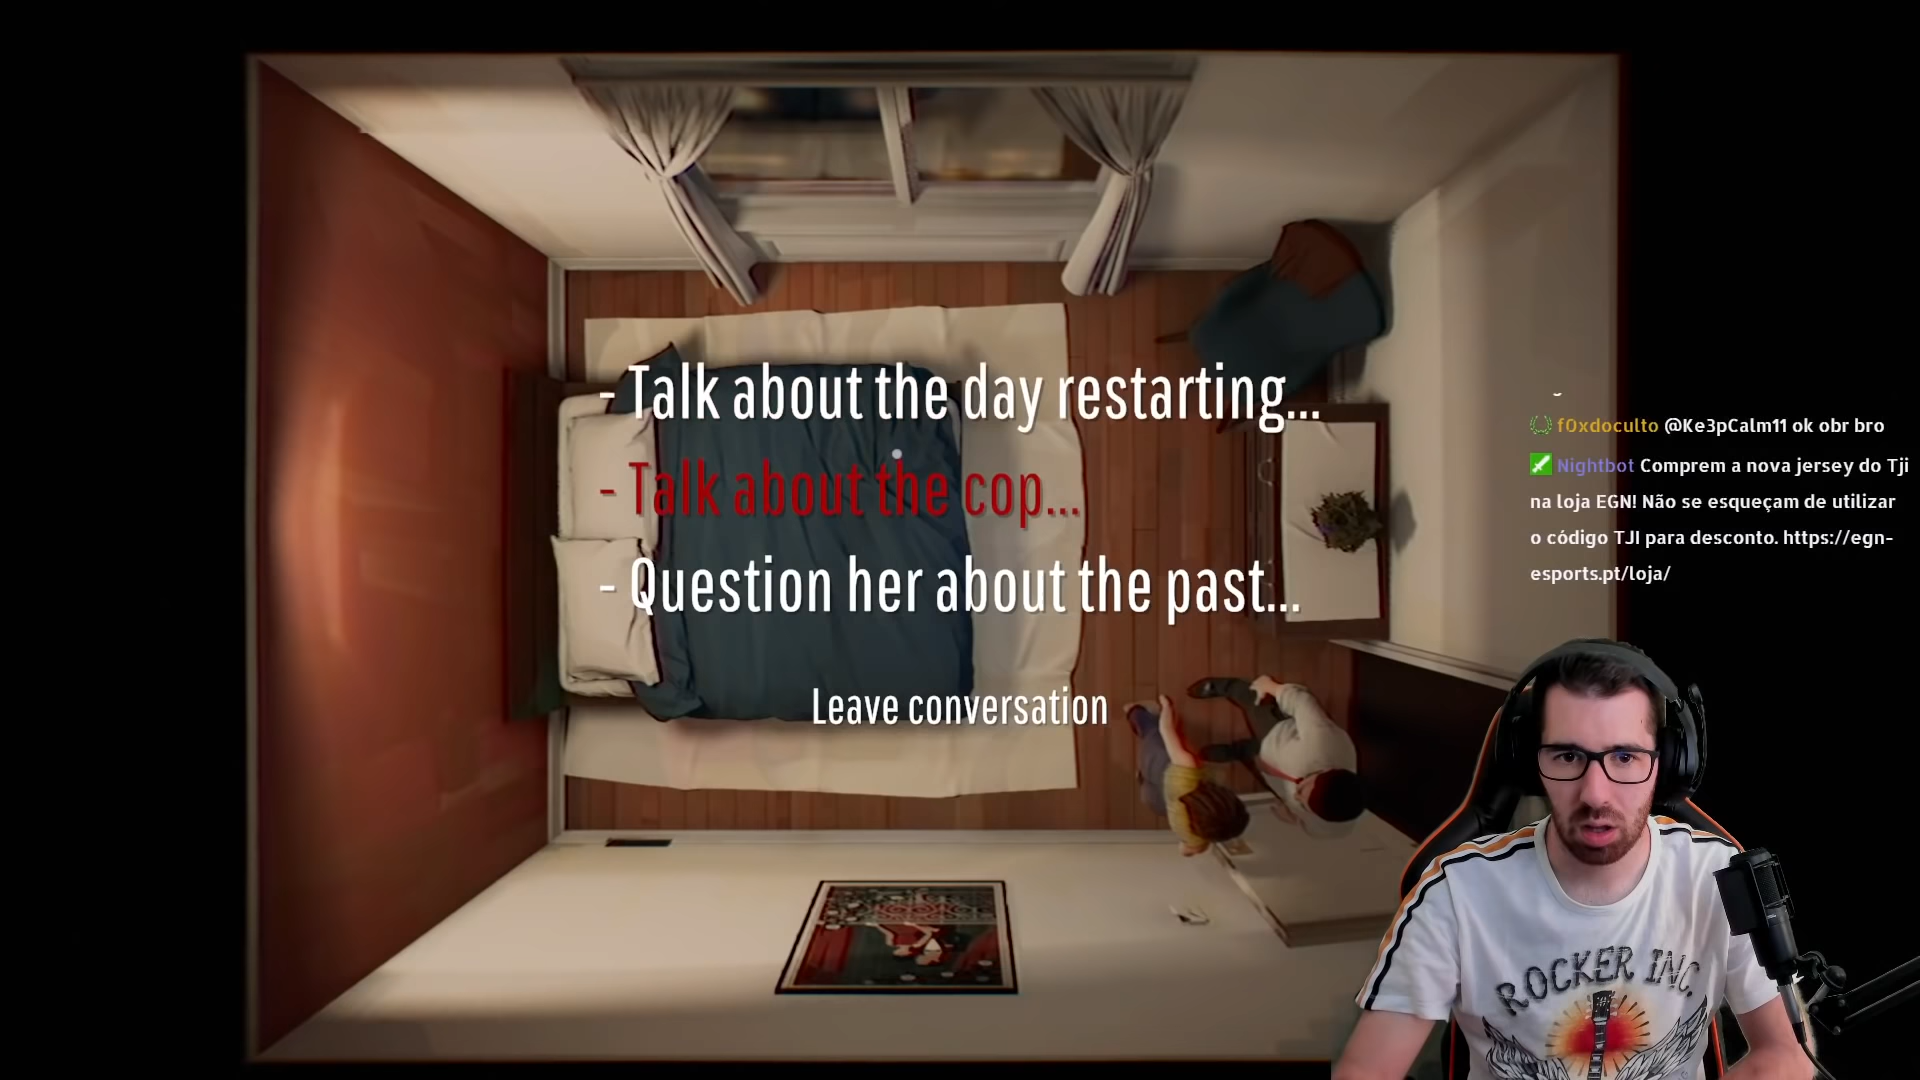 - Talk about the day restarting...
- Talk about the cop...
- Question her about the past...
Leave conversation
f0xdoculto @Ke3pCalm11 ok obr bro
Nightbot Comprem a nova jersey do Tji
na loja EGN! Não se esqueçam de utilizar
o código TJI para desconto. https://egn-
esports.pt/loja/
ROCKER INC.